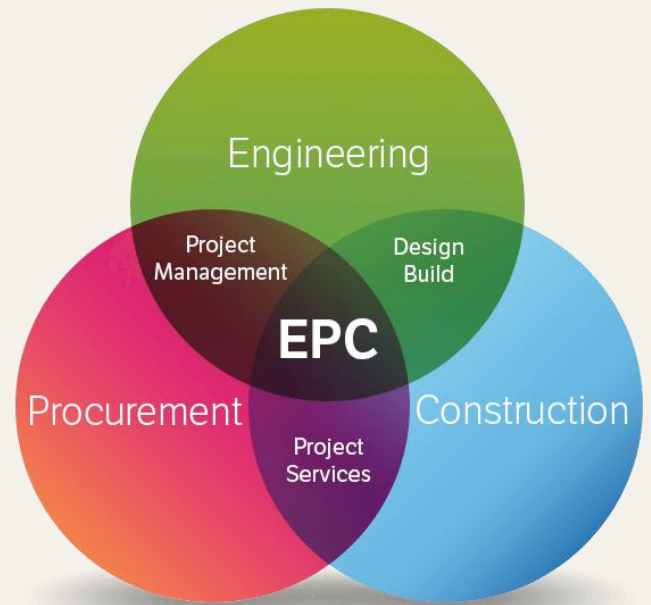 Engineering
Project
Management
Design
Build
EPC
Procurement
Construction
Project
Services